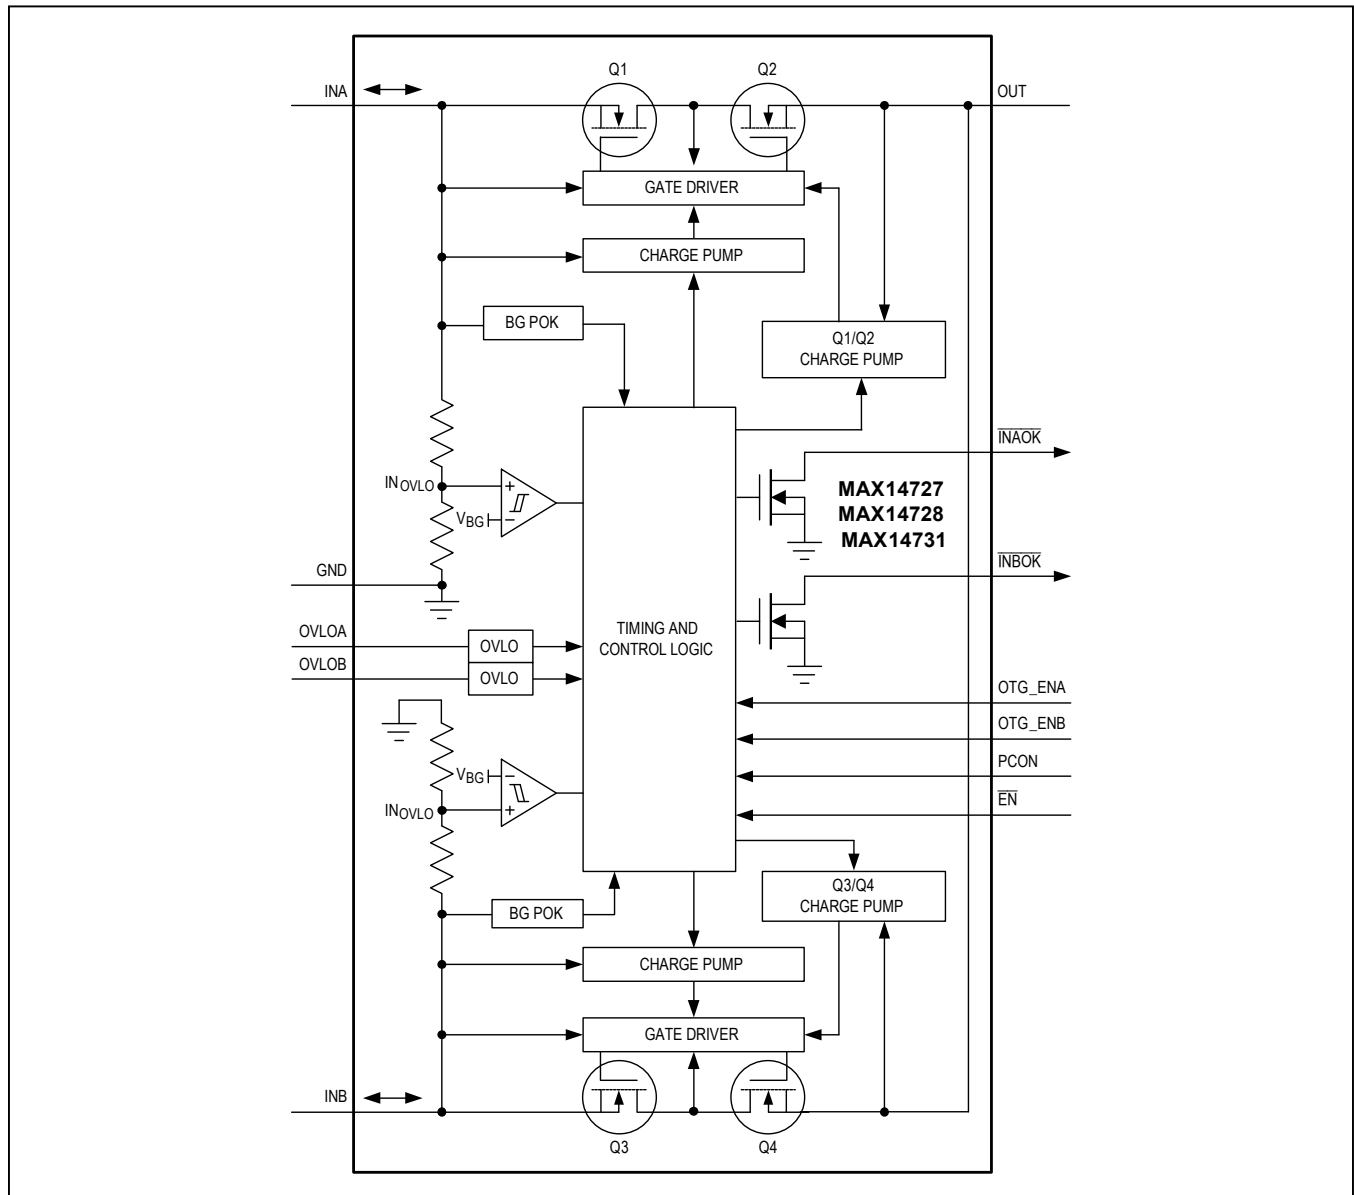 Q1
Q2
INA
OUT
GATE DRIVER
CHARGE PUMP
BG POK
Q1/Q2
CHARGE PUMP
INAOK
INOVLO
+
VBG
−
MAX14727
MAX14728
MAX14731
GND
INBOK
OVLOA
OVLO
TIMING AND
CONTROL LOGIC
OVLOB
OVLO
OTG_ENA
OTG_ENB
VBG
−
PCON
INOVLO
+
EN
Q3/Q4
CHARGE PUMP
BG POK
CHARGE PUMP
GATE DRIVER
INB
Q3
Q4